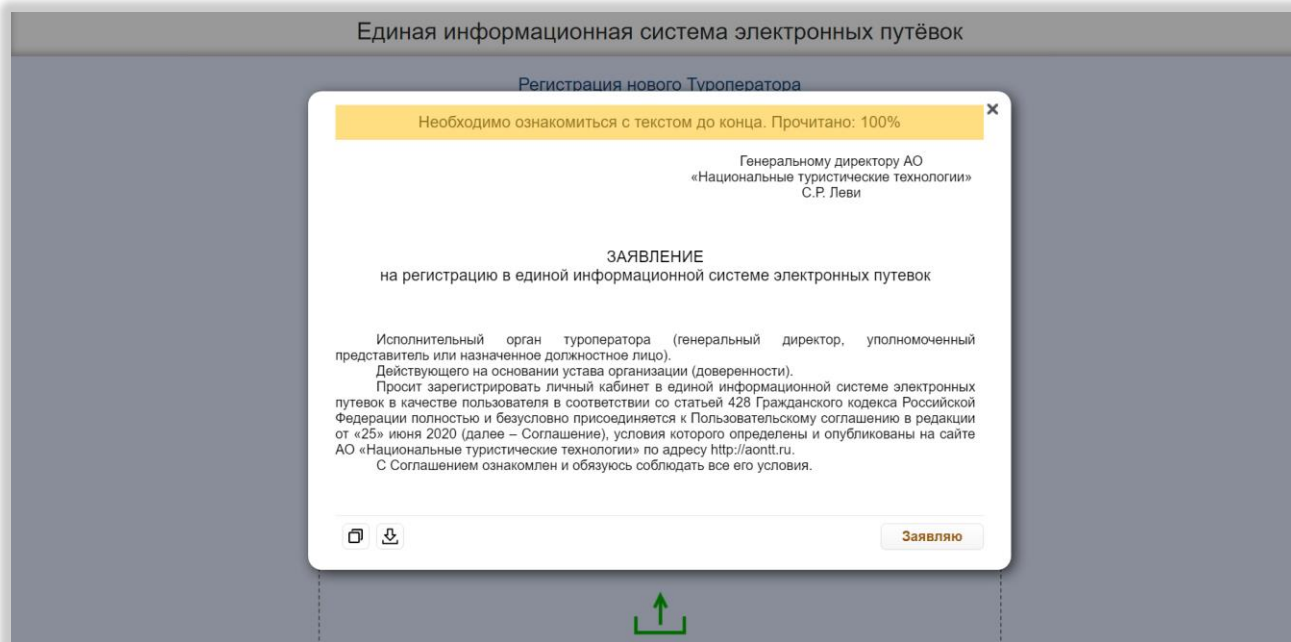 Единая информационная система электронных путёвок
Регистрация нового Туроператора
Необходимо ознакомиться с текстом до конца. Прочитано: 100%
Генеральному директору АО
«Национальные туристические технологии»
С.Р. Леви
ЗАЯВЛЕНИЕ
на регистрацию в единой информационной системе электронных путевок
Исполнительный орган туроператора (генеральный директор, уполномоченный
представитель или назначенное должностное лицо).
Действующего на основании устава организации (доверенности).
Просит зарегистрировать личный кабинет в единой информационной системе электронных
путевок в качестве пользователя в соответствии со статьей 428 Гражданского кодекса Российской
Федерации полностью и безусловно присоединяется к Пользовательскому соглашению в редакции
от «25» июня 2020 (далее – Соглашение), условия которого определены и опубликованы на сайте
АО «Национальные туристические технологии» по адресу http://aontt.ru.
С Соглашением ознакомлен и обязуюсь соблюдать все его условия.
Заявляю